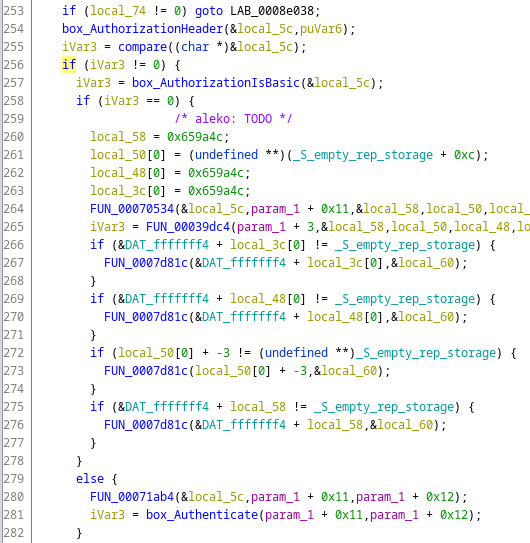 253 if (local_74 != 0) goto LAB_0008e038;
254 box_AuthorizationHeader(&local_5c,puVar6);
255 iVar3 = compare((char *)&local_5c);
256 if (iVar3 != 0) {
257 iVar3 = box_AuthorizationIsBasic(&local_5c);
258 if (iVar3 == 0) {
259 /* aleko: TODO */
260 local_58 = 0x659a4c;
261 local_50[0] = (undefined **)(_S_empty_rep_storage + 0xc);
262 local_48[0] = 0x659a4c;
263 local_3c[0] = 0x659a4c;
264 FUN_00070534(&local_5c,param_1 + 0x11,&local_58,local_50,local_
265 iVar3 = FUN_00039dc4(param_1 + 3,&local_58,local_50,local_48,lo
266 if (&DAT_fffffff4 + local_3c[0] != _S_empty_rep_storage) {
267 FUN_0007d81c(&DAT_fffffff4 + local_3c[0],&local_60);
268 }
269 if (&DAT_fffffff4 + local_48[0] != _S_empty_rep_storage) {
270 FUN_0007d81c(&DAT_fffffff4 + local_48[0],&local_60);
271 }
272 if (local_50[0] + -3 != (undefined **)_S_empty_rep_storage) {
273 FUN_0007d81c(local_50[0] + -3,&local_60);
274 }
275 if (&DAT_fffffff4 + local_58 != _S_empty_rep_storage) {
276 FUN_0007d81c(&DAT_fffffff4 + local_58,&local_60);
277 }
278 }
279 else {
280 FUN_00071ab4(&local_5c,param_1 + 0x11,param_1 + 0x12);
281 iVar3 = box_Authenticate(param_1 + 0x11,param_1 + 0x12);
282 }